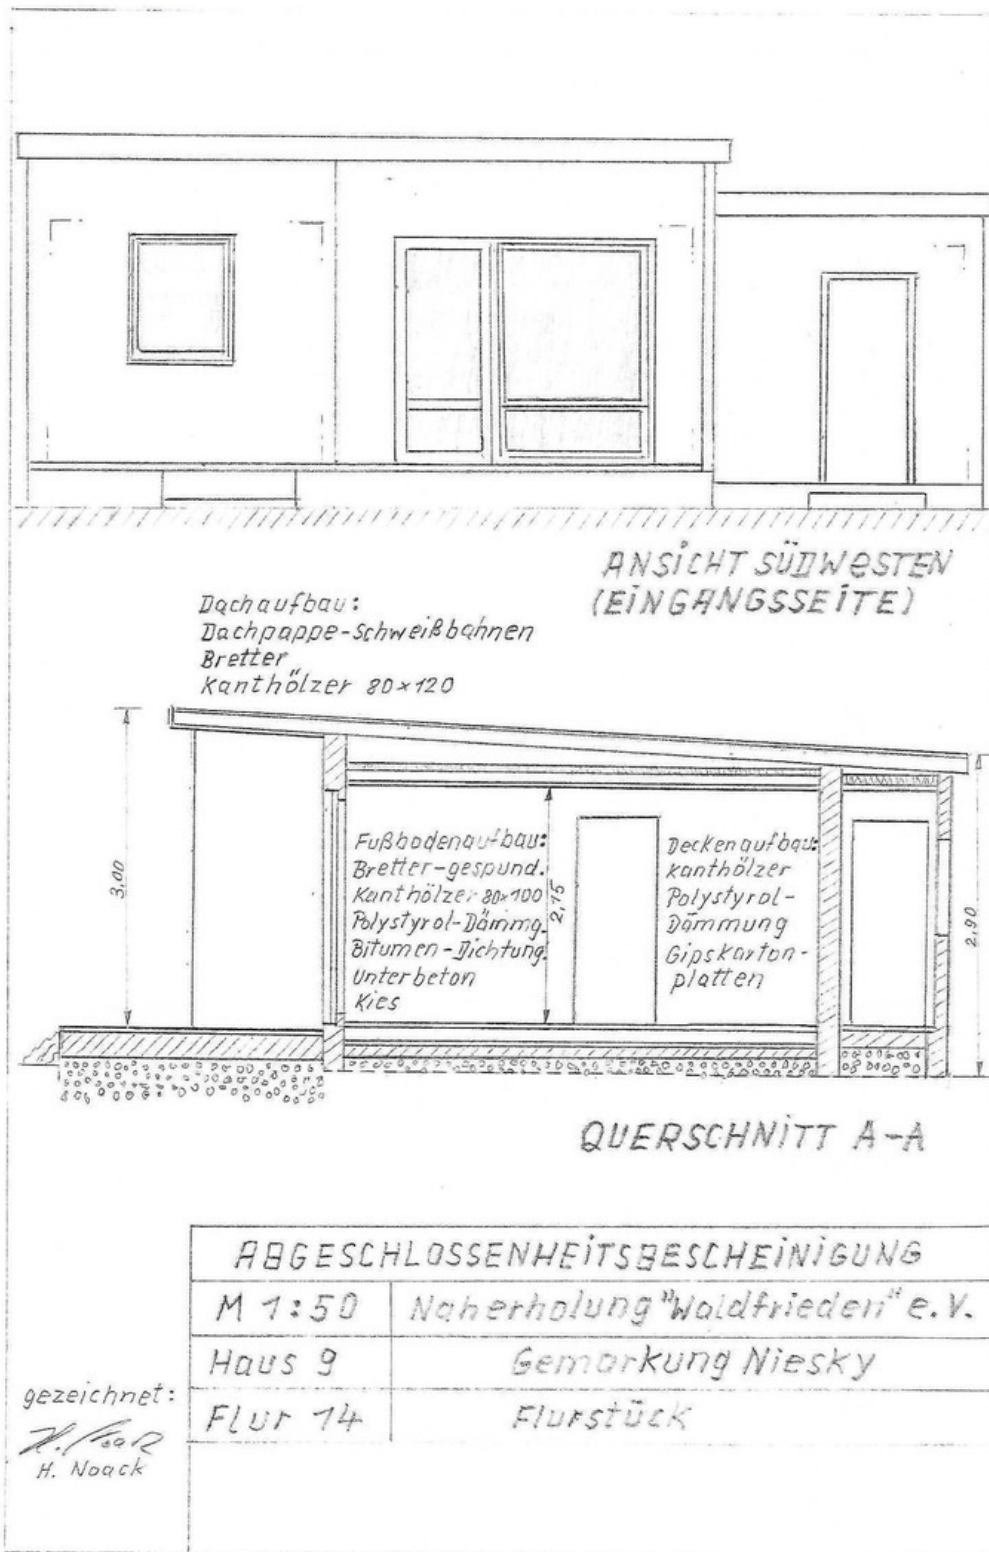 ANSICHT SÜDWESTEN
(EINGANGSSEITE)
Dachaufbau:
Dachpappe-Schweißbahnen
Bretter
Kanthölzer 80×120
3,00
Fußbodenaufbau:
Bretter-gespund.
Kanthölzer 80×100
Polystyrol-Dämmg.
Bitumen-Dichtung
Unterbeton
Kies
2,15
Deckenaufbau:
Kanthölzer
Polystyrol-
Dämmung
Gipskarton-
platten
2,90
QUERSCHNITT A-A
ABGESCHLOSSENHEITSBESCHEINIGUNG
M 1:50 Naherholung "Waldfrieden" e.V.
Haus 9 Gemarkung Niesky
Flur 14 Flurstück
gezeichnet:
H. Noack